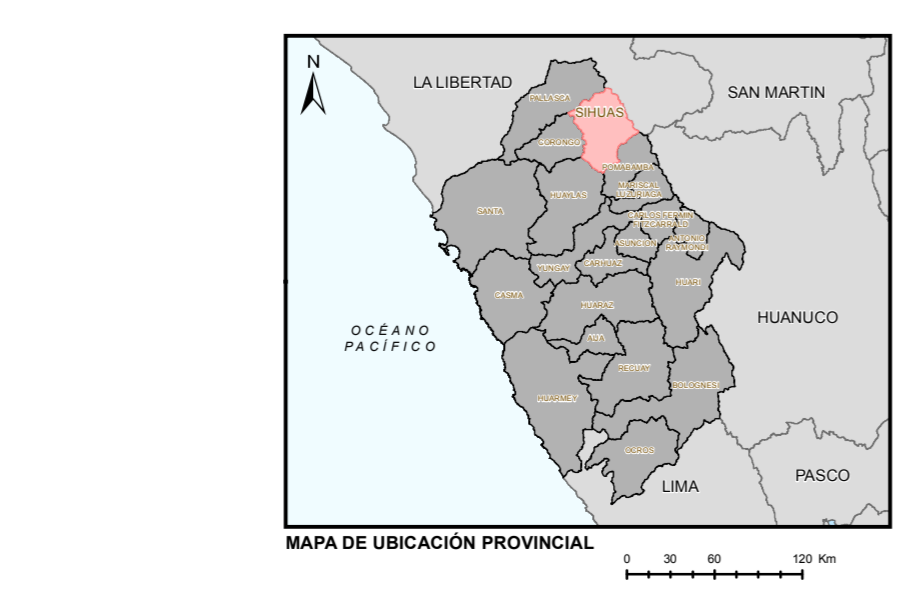 N
LA LIBERTAD
SAN MARTIN
PALLASCA
SIHUAS
CORONGO
POMABAMBA
MARISCAL
LUZURIAGA
HUAYLAS
SANTA
CARLOS FERMIN
FITZCARRALD
ASUNCION
ANTONIO
RAYMONDI
YUNGAY
CARHUAZ
HUARI
CASMA
HUARAZ
HUANUCO
OCÉANO
PACÍFICO
AIJA
RECUAY
BOLOGNESI
HUARMEY
OCROS
LIMA
PASCO
MAPA DE UBICACIÓN PROVINCIAL
0 30 60 120 Km